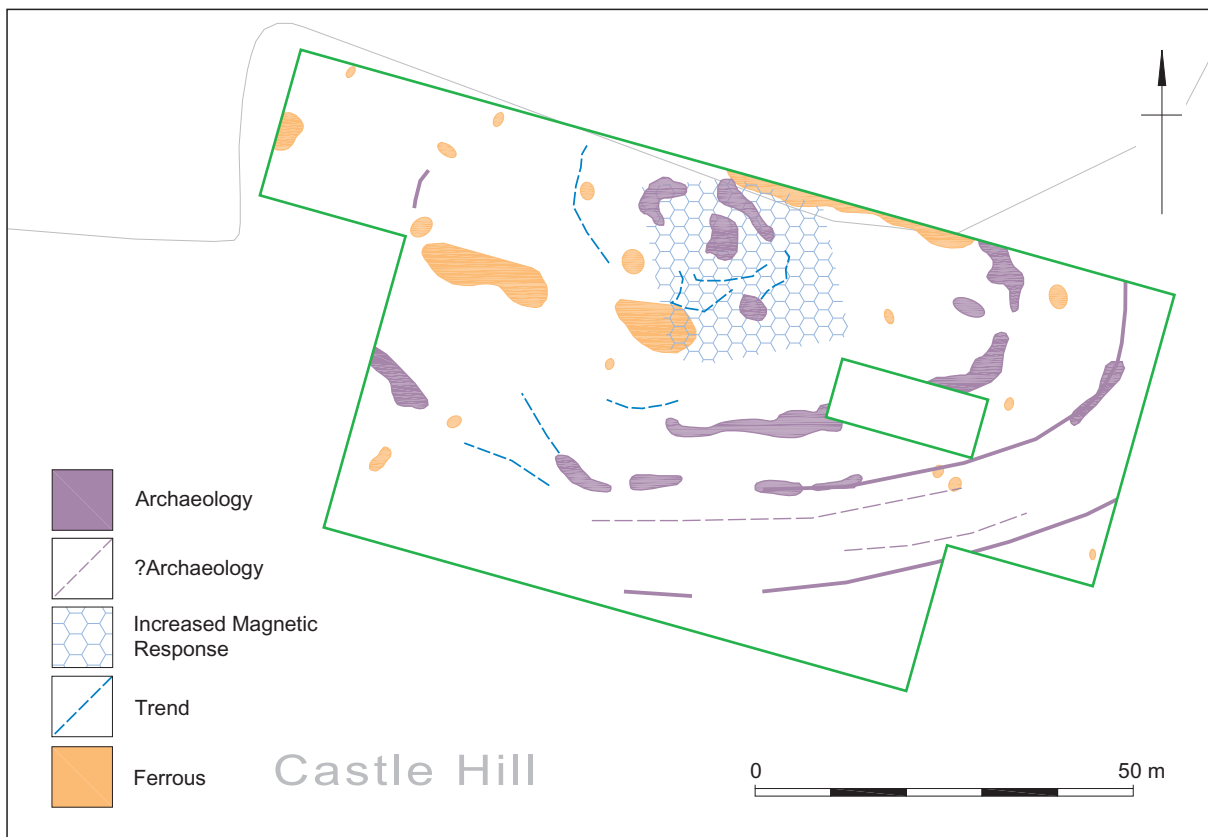 Archaeology
?Archaeology
Increased Magnetic
Response
Trend
Ferrous
Castle Hill
0 50 m